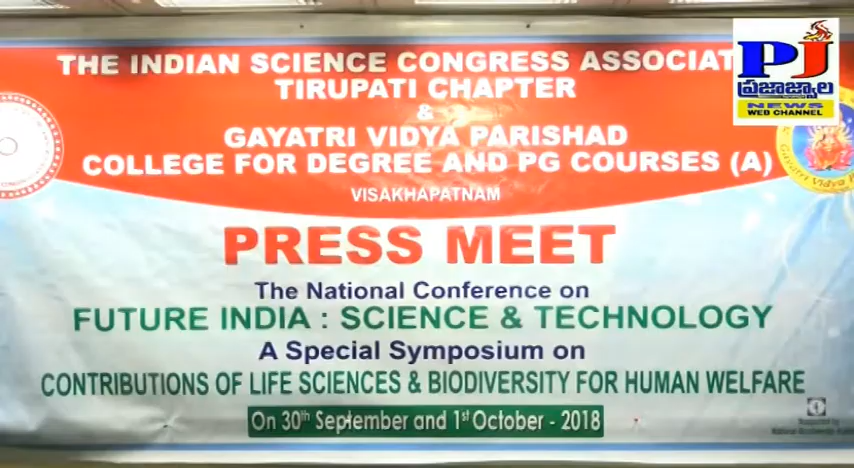 THE INDIAN SCIENCE CONGRESS ASSOCIAT
TIRUPATI CHAPTER
&
GAYATRI VIDYA PARISHAD
COLLEGE FOR DEGREE AND PG COURSES (A)
VISAKHAPATNAM
PRESS MEET
The National Conference on
FUTURE INDIA : SCIENCE & TECHNOLOGY
A Special Symposium on
CONTRIBUTIONS OF LIFE SCIENCES & BIODIVERSITY FOR HUMAN WELFARE
On 30th September and 1st October - 2018
PJ
ప్రజాజ్వాల
NEWS
WEB CHANNEL